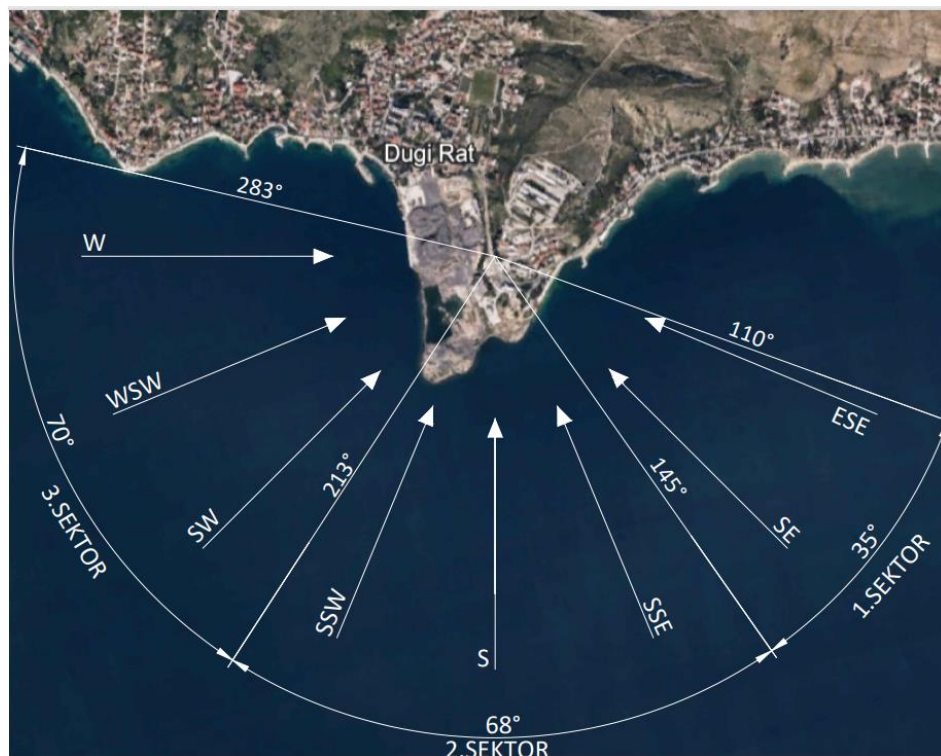 Dugi Rat
283°
W
110°
WSW
ESE
70°
213°
145°
SW
SE
35°
3.SEKTOR
1.SEKTOR
SSW
SSE
S
68°
2.SEKTOR